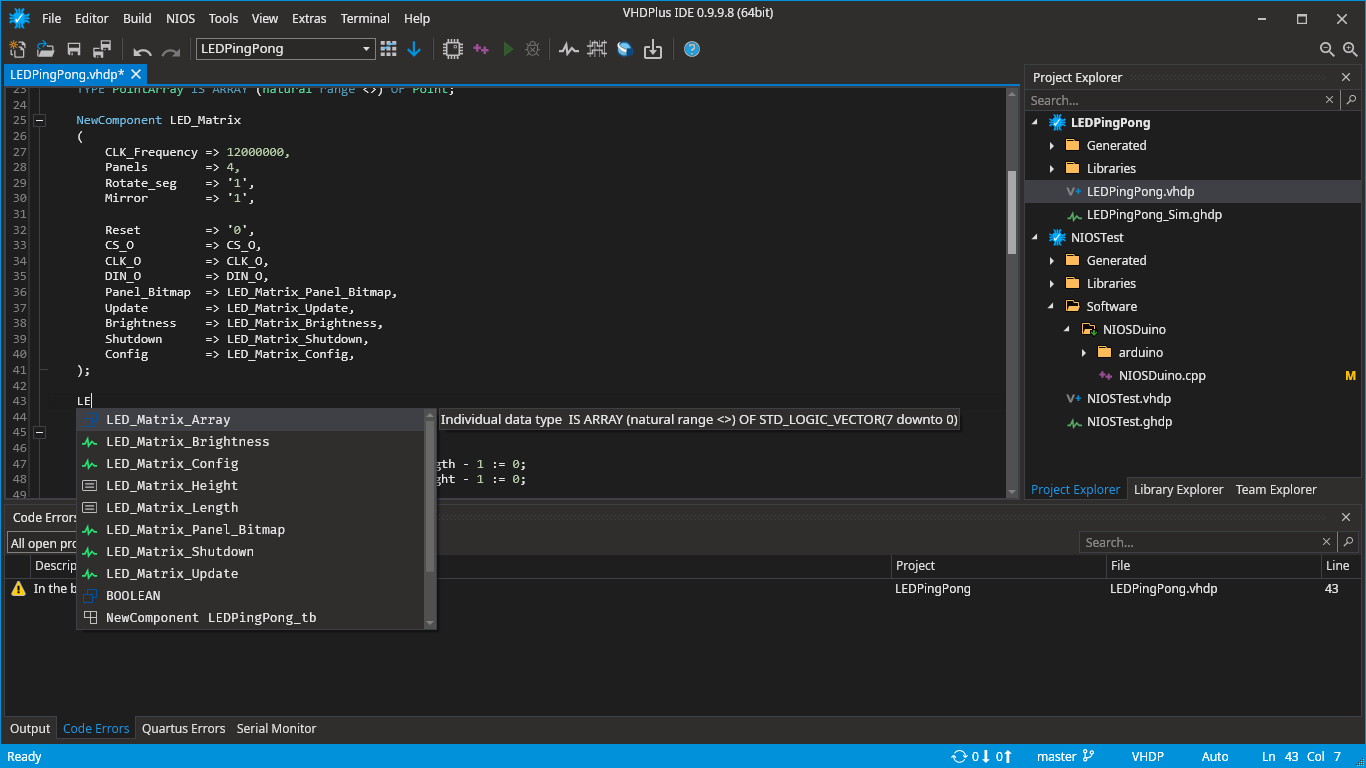 File Editor Build NIOS Tools View Extras Terminal Help
VHDPlus IDE 0.9.9.8 (64bit)
LEDPingPong
LEDPingPong.vhdp*
23 TYPE PointArray IS ARRAY (natural range <>) OF Point;
24
25 NewComponent LED_Matrix
26 (
27 CLK_Frequency => 12000000,
28 Panels => 4,
29 Rotate_seg => '1',
30 Mirror => '1',
31
32 Reset => '0',
33 CS_O => CS_O,
34 CLK_O => CLK_O,
35 DIN_O => DIN_O,
36 Panel_Bitmap => LED_Matrix_Panel_Bitmap,
37 Update => LED_Matrix_Update,
38 Brightness => LED_Matrix_Brightness,
39 Shutdown => LED_Matrix_Shutdown,
40 Config => LED_Matrix_Config,
41 );
42
43 LE
44
45
46
47 gth - 1 := 0;
48 ght - 1 := 0;
49
LED_Matrix_Array
LED_Matrix_Brightness
LED_Matrix_Config
LED_Matrix_Height
LED_Matrix_Length
LED_Matrix_Panel_Bitmap
LED_Matrix_Shutdown
LED_Matrix_Update
BOOLEAN
NewComponent LEDPingPong_tb
Individual data type IS ARRAY (natural range <>) OF STD_LOGIC_VECTOR(7 downto 0)
Project Explorer
Search...
LEDPingPong
Generated
Libraries
V+ LEDPingPong.vhdp
LEDPingPong_Sim.ghdp
NIOSTest
Generated
Libraries
Software
NIOSDuino
arduino
NIOSDuino.cpp M
V+ NIOSTest.vhdp
NIOSTest.ghdp
Project Explorer Library Explorer Team Explorer
Code Errors
All open pro
Search...
Descrip Project File Line
In the b LEDPingPong LEDPingPong.vhdp 43
Output Code Errors Quartus Errors Serial Monitor
Ready 0 0 master VHDP Auto Ln 43 Col 7